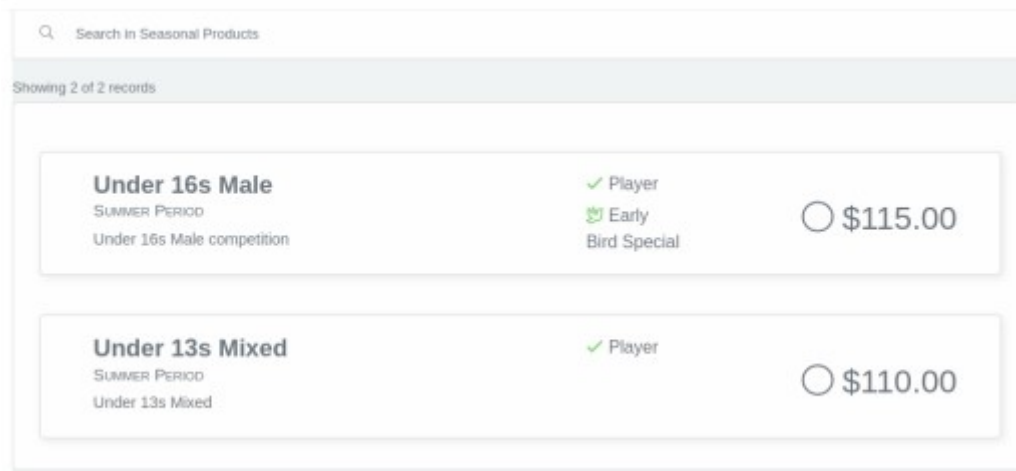 Search in Seasonal Products
Showing 2 of 2 records
Under 16s Male
SUMMER PERIOD
Under 16s Male competition
Player
Early
Bird Special
$115.00
Under 13s Mixed
SUMMER PERIOD
Under 13s Mixed
Player
$110.00